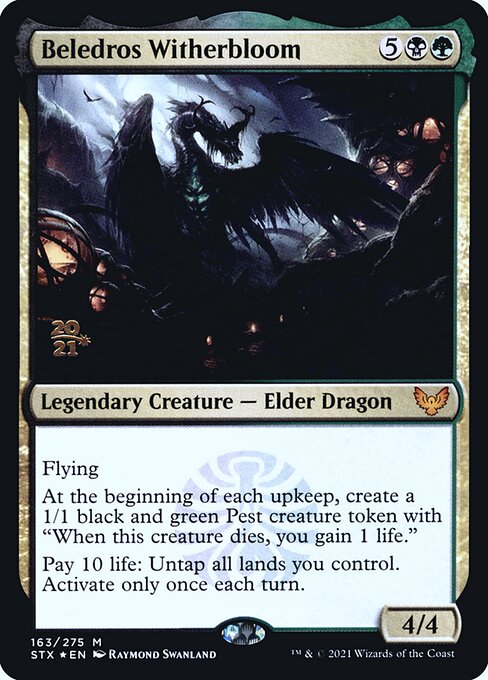 Beledros Witherbloom 5
20
21
Legendary Creature — Elder Dragon
Flying
At the beginning of each upkeep, create a
1/1 black and green Pest creature token with
“When this creature dies, you gain 1 life.”
Pay 10 life: Untap all lands you control.
Activate only once each turn.
4/4
163/275 M
STX ★ EN Raymond Swanland
™ & © 2021 Wizards of the Coast